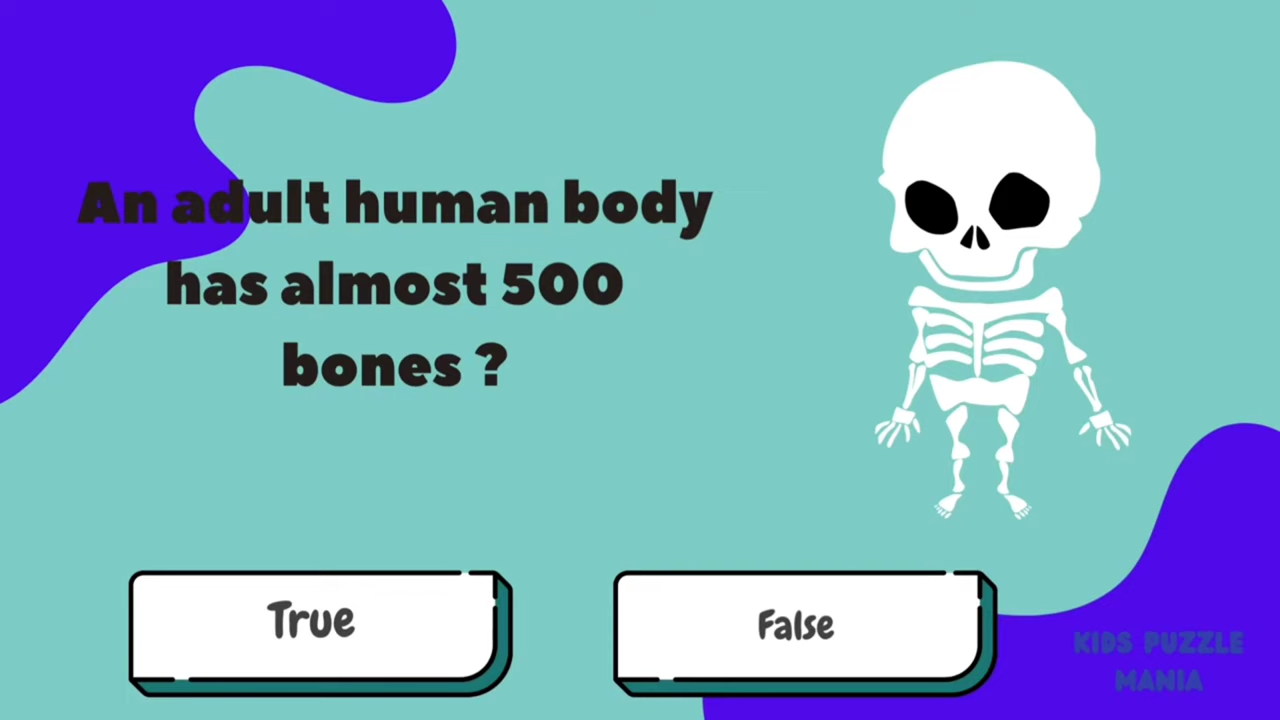 An adult human body
has almost 500
bones ?
True
False
KIDS PUZZLE
MANIA